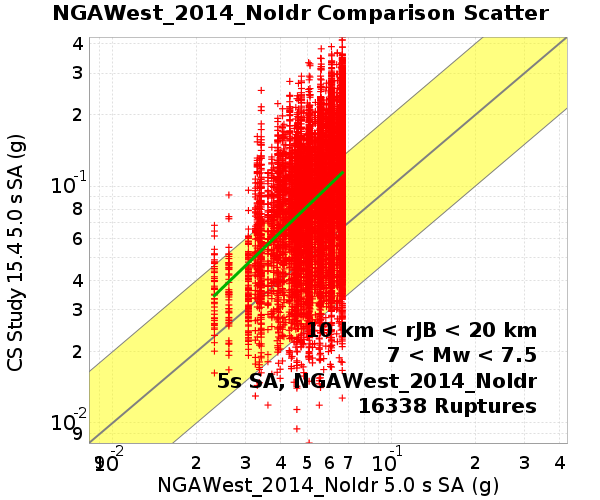 NGAWest_2014_NoIdr Comparison Scatter
CS Study 15.4 5.0 s SA (g)
4
3
2
10-1
8
6
4
3
2
10-2
9
10 km < rJB < 20 km
7 < Mw < 7.5
5s SA, NGAWest_2014_NoIdr
16338 Ruptures
9 10-2 2 3 4 5 6 7 10-1 2 3 4
NGAWest_2014_NoIdr 5.0 s SA (g)